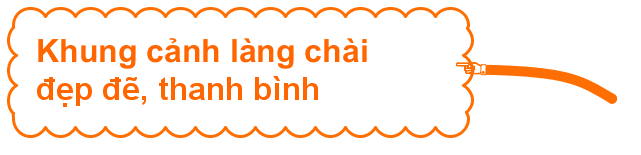 Khung cảnh làng chài
đẹp đẽ, thanh bình